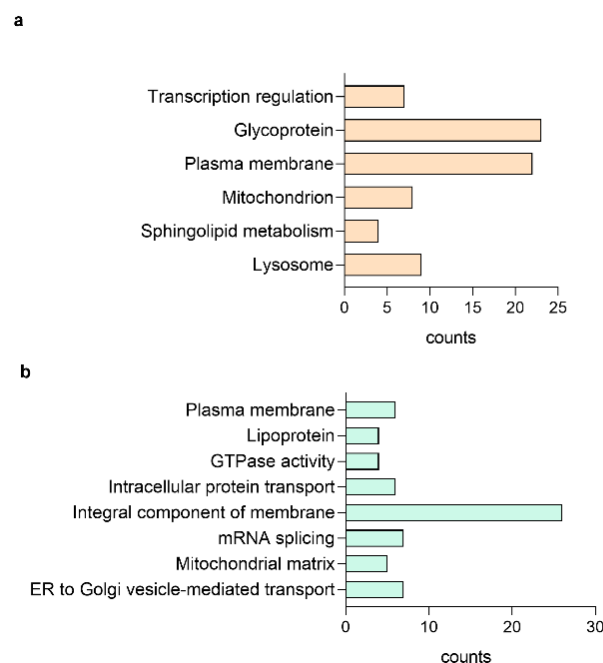 a
Transcription regulation
Glycoprotein
Plasma membrane
Mitochondrion
Sphingolipid metabolism
Lysosome
0 5 10 15 20 25
counts
b
Plasma membrane
Lipoprotein
GTPase activity
Intracellular protein transport
Integral component of membrane
mRNA splicing
Mitochondrial matrix
ER to Golgi vesicle-mediated transport
0 10 20 30
counts